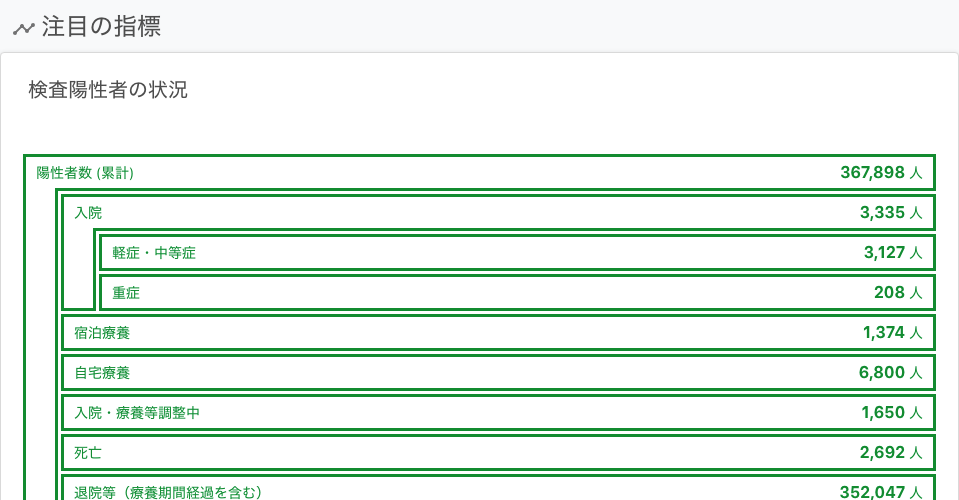 注目の指標
検査陽性者の状況
陽性者数 (累計) 367,898 人
入院 3,335 人
軽症・中等症 3,127 人
重症 208 人
宿泊療養 1,374 人
自宅療養 6,800 人
入院・療養等調整中 1,650 人
死亡 2,692 人
退院等（療養期間経過を含む） 352,047 人